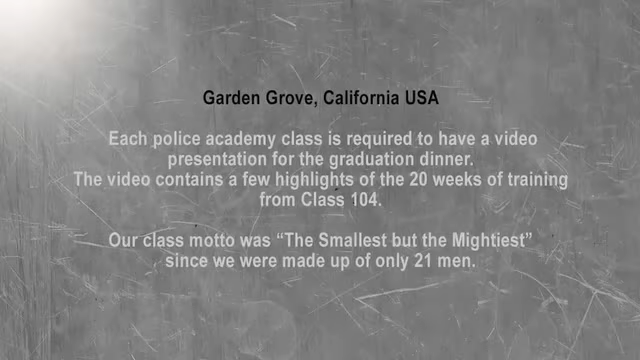 Garden Grove, California USA
Each police academy class is required to have a video
presentation for the graduation dinner.
The video contains a few highlights of the 20 weeks of training
from Class 104.
Our class motto was “The Smallest but the Mightiest”
since we were made up of only 21 men.